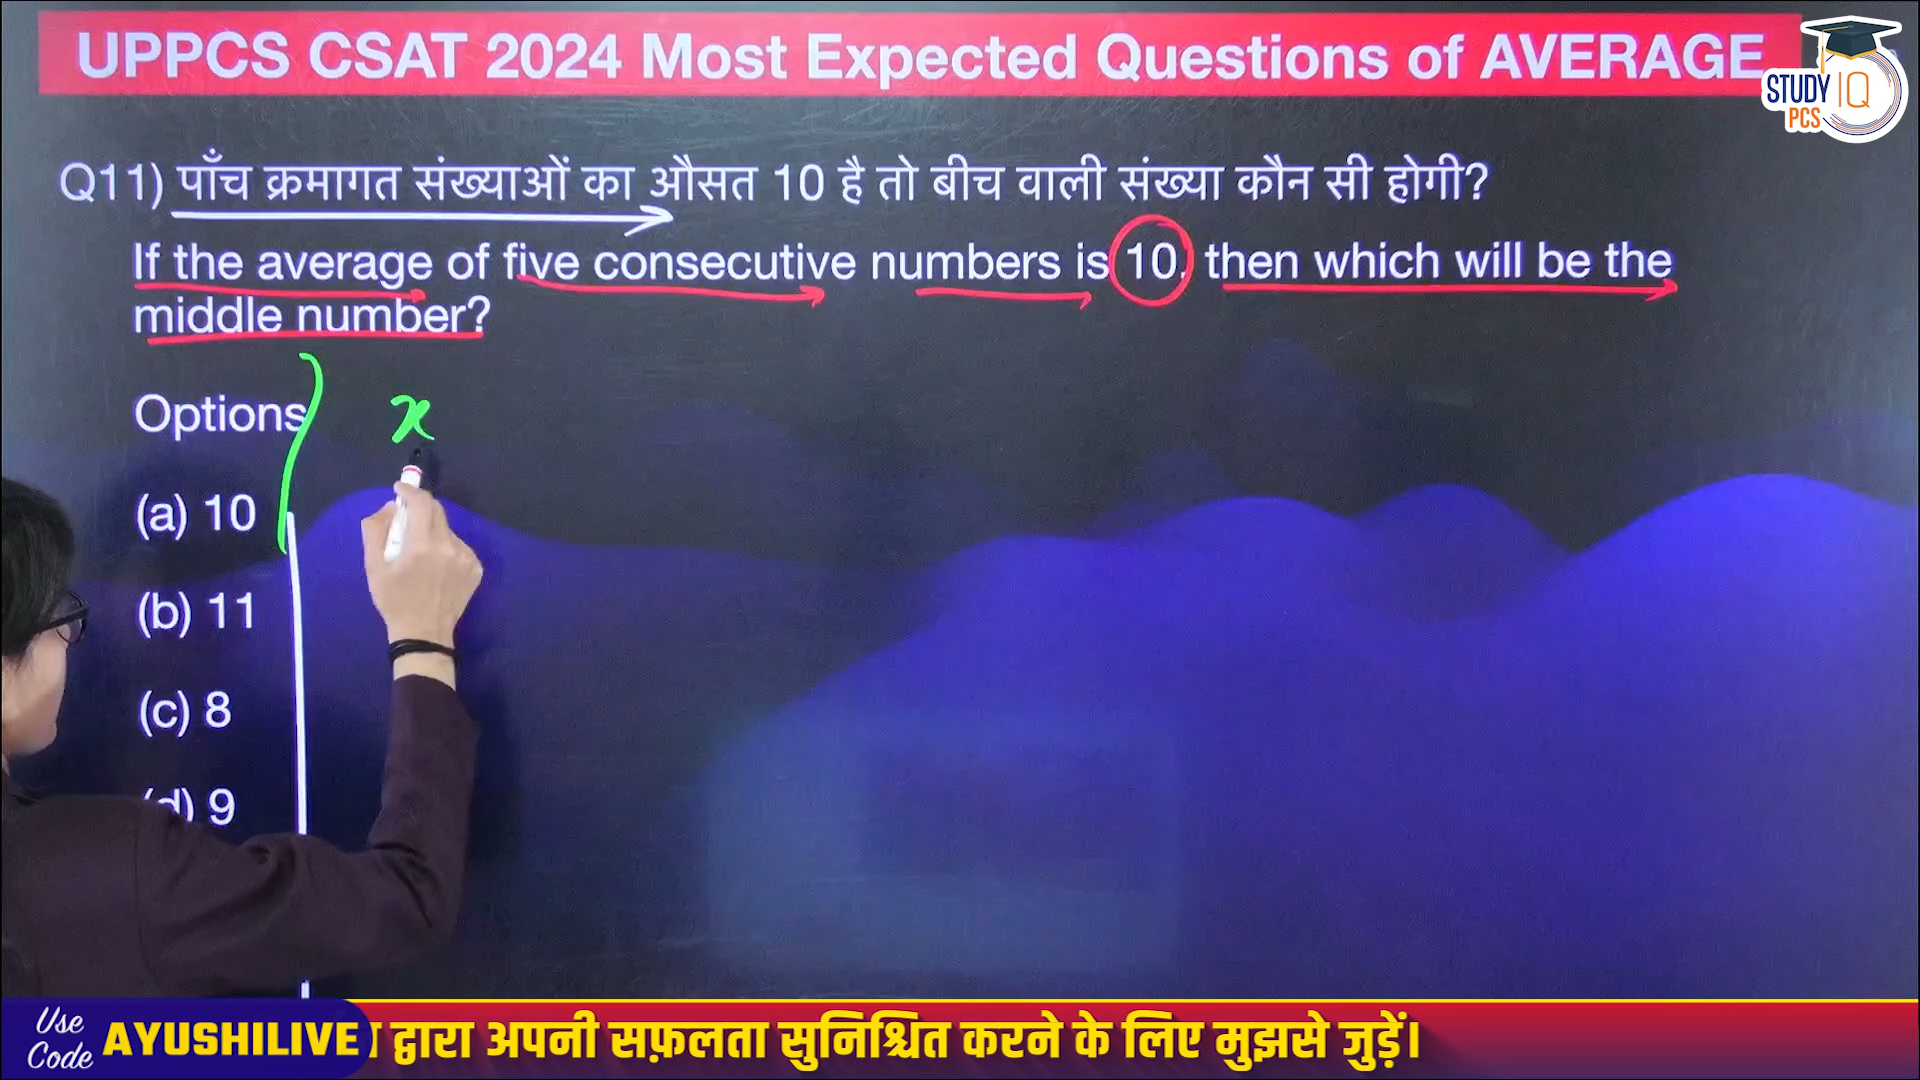 UPPCS CSAT 2024 Most Expected Questions of AVERAGE
STUDY IQ
PCS
Q11) पाँच क्रमागत संख्याओं का औसत 10 है तो बीच वाली संख्या कौन सी होगी?
If the average of five consecutive numbers is 10, then which will be the
middle number?
Options
x
(a) 10
(b) 11
(c) 8
(d) 9
Use
Code
AYUSHILIVE
द्वारा अपनी सफ़लता सुनिश्चित करने के लिए मुझसे जुड़ें।